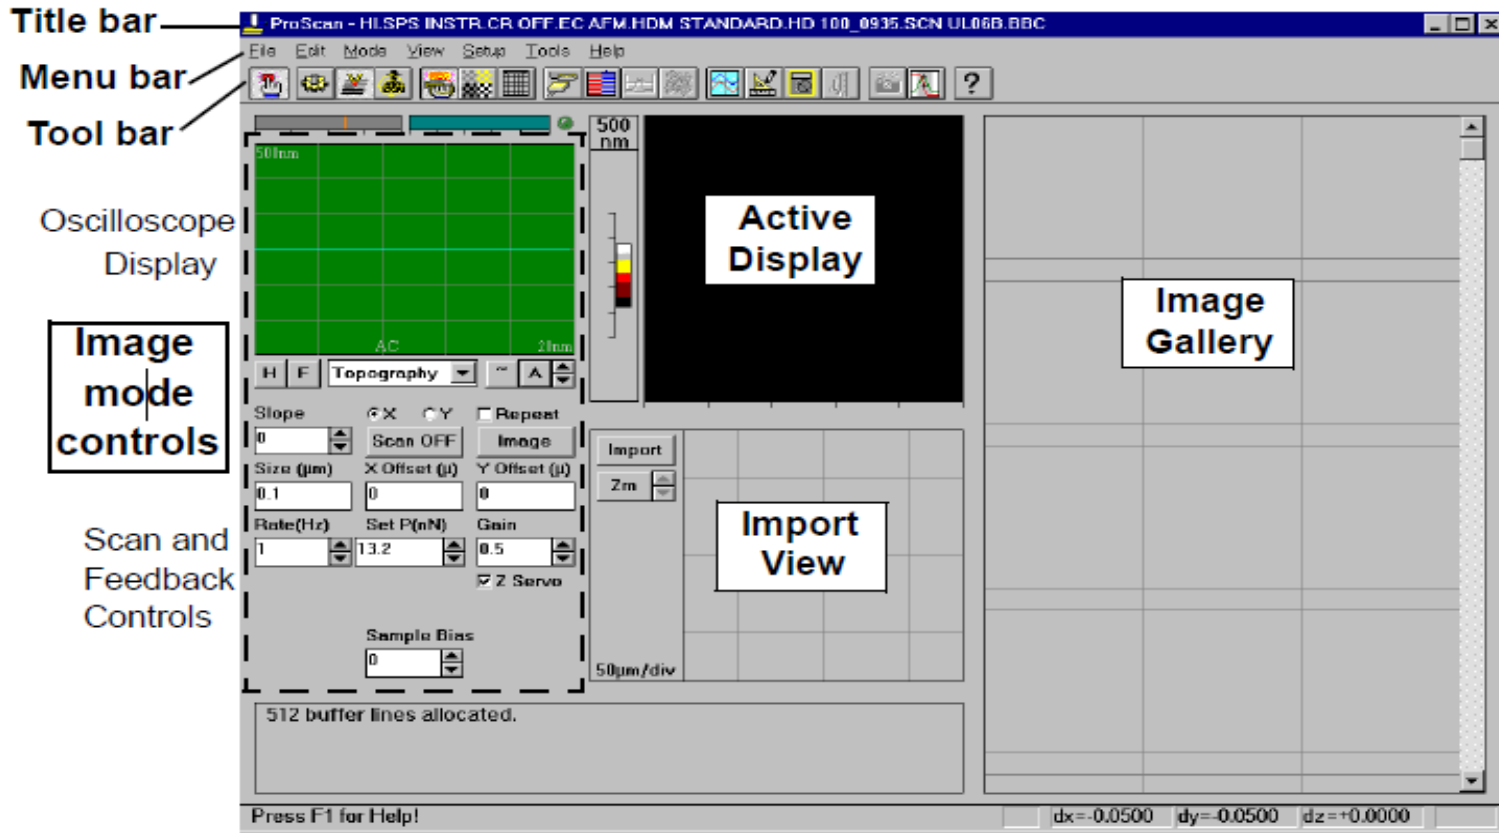 Title bar
ProScan - HI.SPS INSTR.CR OFF.EC AFM.HDM STANDARD.HD 100_0935.SCN UL06B.BBC
Menu bar
File Edit Mode View Setup Tools Help
Tool bar
?
500nm
AC
Oscilloscope
Display
500
nm
Active
Display
Image
Gallery
Image
mode
controls
H F Topography ~ A
Slope X Y Repeat
0 Scan OFF Image
Size (µm) X Offset (µ) Y Offset (µ)
0.1 0 0
Rate(Hz) Set P(nN) Gain
1 13.2 0.5
Z Servo
Scan and
Feedback
Controls
Sample Bias
0
Import
Zm
Import
View
50µm/div
512 buffer lines allocated.
Press F1 for Help!
dx=-0.0500 dy=-0.0500 dz=+0.0000